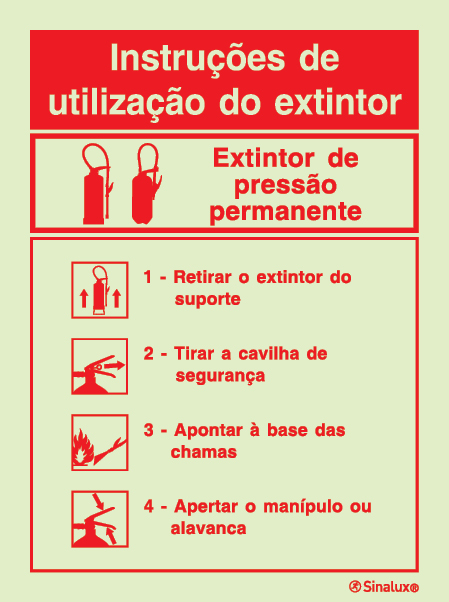 Instruções de
utilização do extintor
Extintor de
pressão
permanente
1 - Retirar o extintor do
suporte
2 - Tirar a cavilha de
segurança
3 - Apontar à base das
chamas
4 - Apertar o manípulo ou
alavanca
Sinalux®